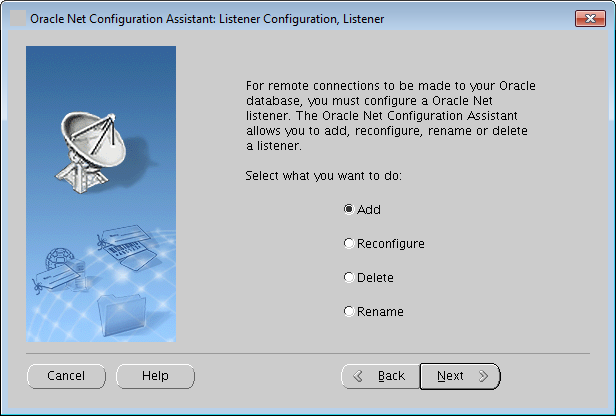 Oracle Net Configuration Assistant: Listener Configuration, Listener
For remote connections to be made to your Oracle
database, you must configure a Oracle Net
listener. The Oracle Net Configuration Assistant
allows you to add, reconfigure, rename or delete
a listener.
Select what you want to do:
Add
Reconfigure
Delete
Rename
Cancel
Help
Back
Next